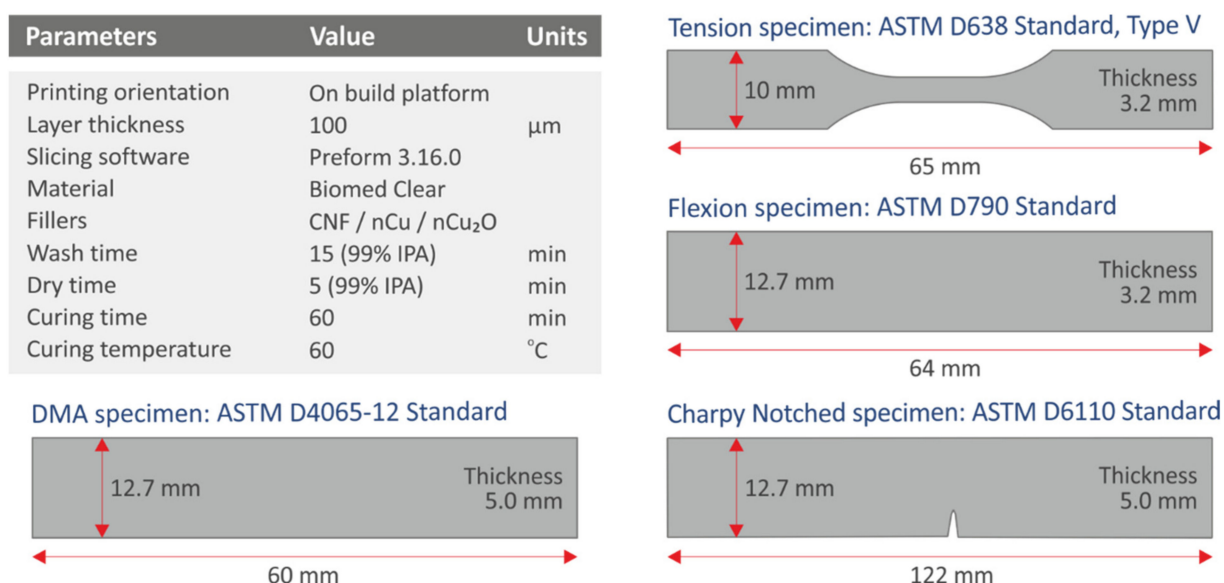 Parameters Value Units
Printing orientation On build platform
Layer thickness 100 μm
Slicing software Preform 3.16.0
Material Biomed Clear
Fillers CNF / nCu / nCu₂O
Wash time 15 (99% IPA) min
Dry time 5 (99% IPA) min
Curing time 60 min
Curing temperature 60 °C
DMA specimen: ASTM D4065-12 Standard
12.7 mm
Thickness
5.0 mm
60 mm
Tension specimen: ASTM D638 Standard, Type V
10 mm
Thickness
3.2 mm
65 mm
Flexion specimen: ASTM D790 Standard
12.7 mm
Thickness
3.2 mm
64 mm
Charpy Notched specimen: ASTM D6110 Standard
12.7 mm
Thickness
5.0 mm
122 mm